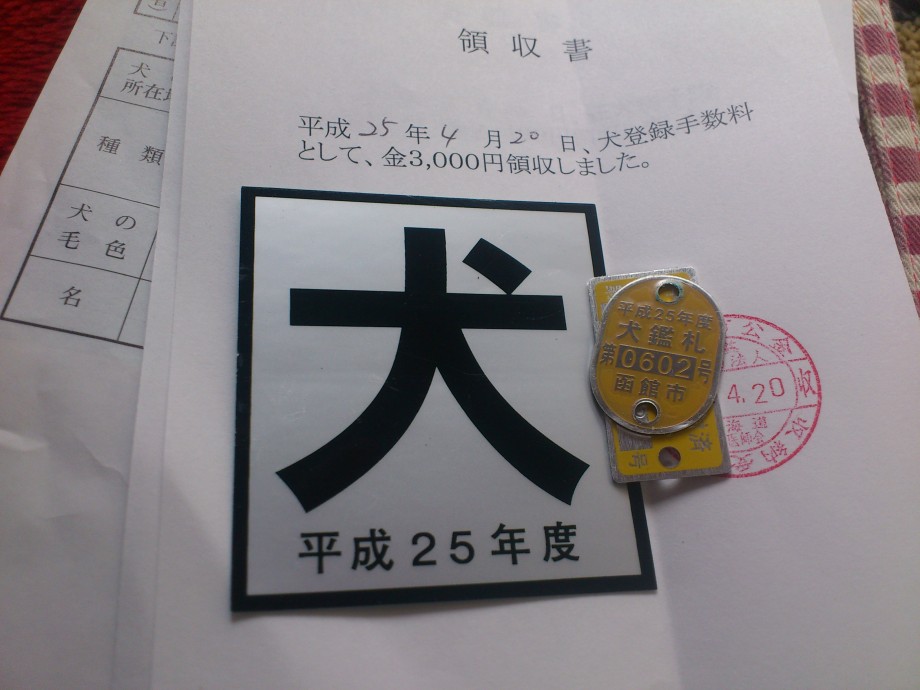 領収書
平成25年4月20日、犬登録手数料
として、金3,000円領収しました。
犬
所在
種類
犬の
毛色
名
犬
平成25年度
平成25年度
犬鑑札
第0602号
函館市
済
号
4.20